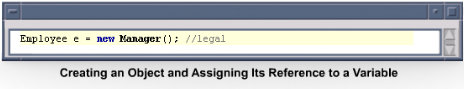 Employee e = new Manager(); //legal
Creating an Object and Assigning Its Reference to a Variable